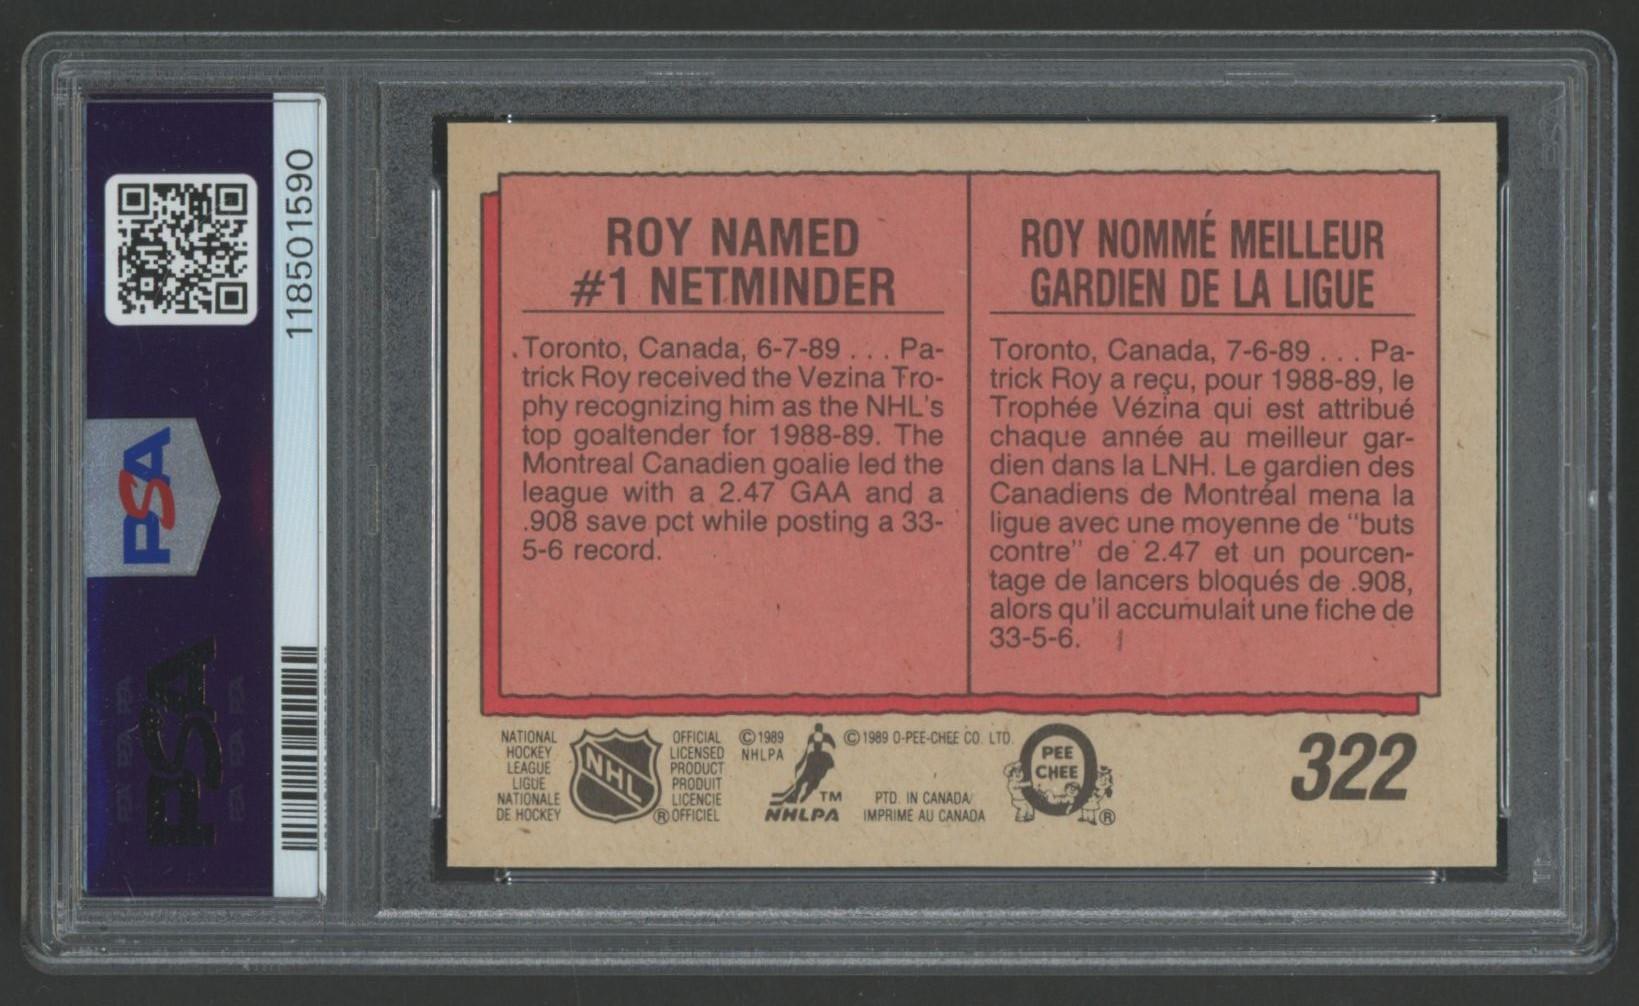 118501590
PSA
PSA
ROY NAMED
#1 NETMINDER
Toronto, Canada, 6-7-89 . . . Pa-
trick Roy received the Vezina Tro-
phy recognizing him as the NHL's
top goaltender for 1988-89. The
Montreal Canadien goalie led the
league with a 2.47 GAA and a
.908 save pct while posting a 33-
5-6 record.
ROY NOMMÉ MEILLEUR
GARDIEN DE LA LIGUE
Toronto, Canada, 7-6-89 . . . Pa-
trick Roy a reçu, pour 1988-89, le
Trophée Vézina qui est attribué
chaque année au meilleur gar-
dien dans la LNH. Le gardien des
Canadiens de Montréal mena la
ligue avec une moyenne de "buts
contre" de 2.47 et un pourcen-
tage de lancers bloqués de .908,
alors qu'il accumulait une fiche de
33-5-6.
NATIONAL
HOCKEY
LEAGUE
LIGUE
NATIONALE
DE HOCKEY
NHL
®
OFFICIAL
LICENSED
PRODUCT
PRODUIT
LICENCIE
OFFICIEL
© 1989
NHLPA
TM
NHLPA
© 1989 O-PEE-CHEE CO. LTD.
PTD. IN CANADA/
IMPRIMÉ AU CANADA
O
PEE
CHEE
®
322